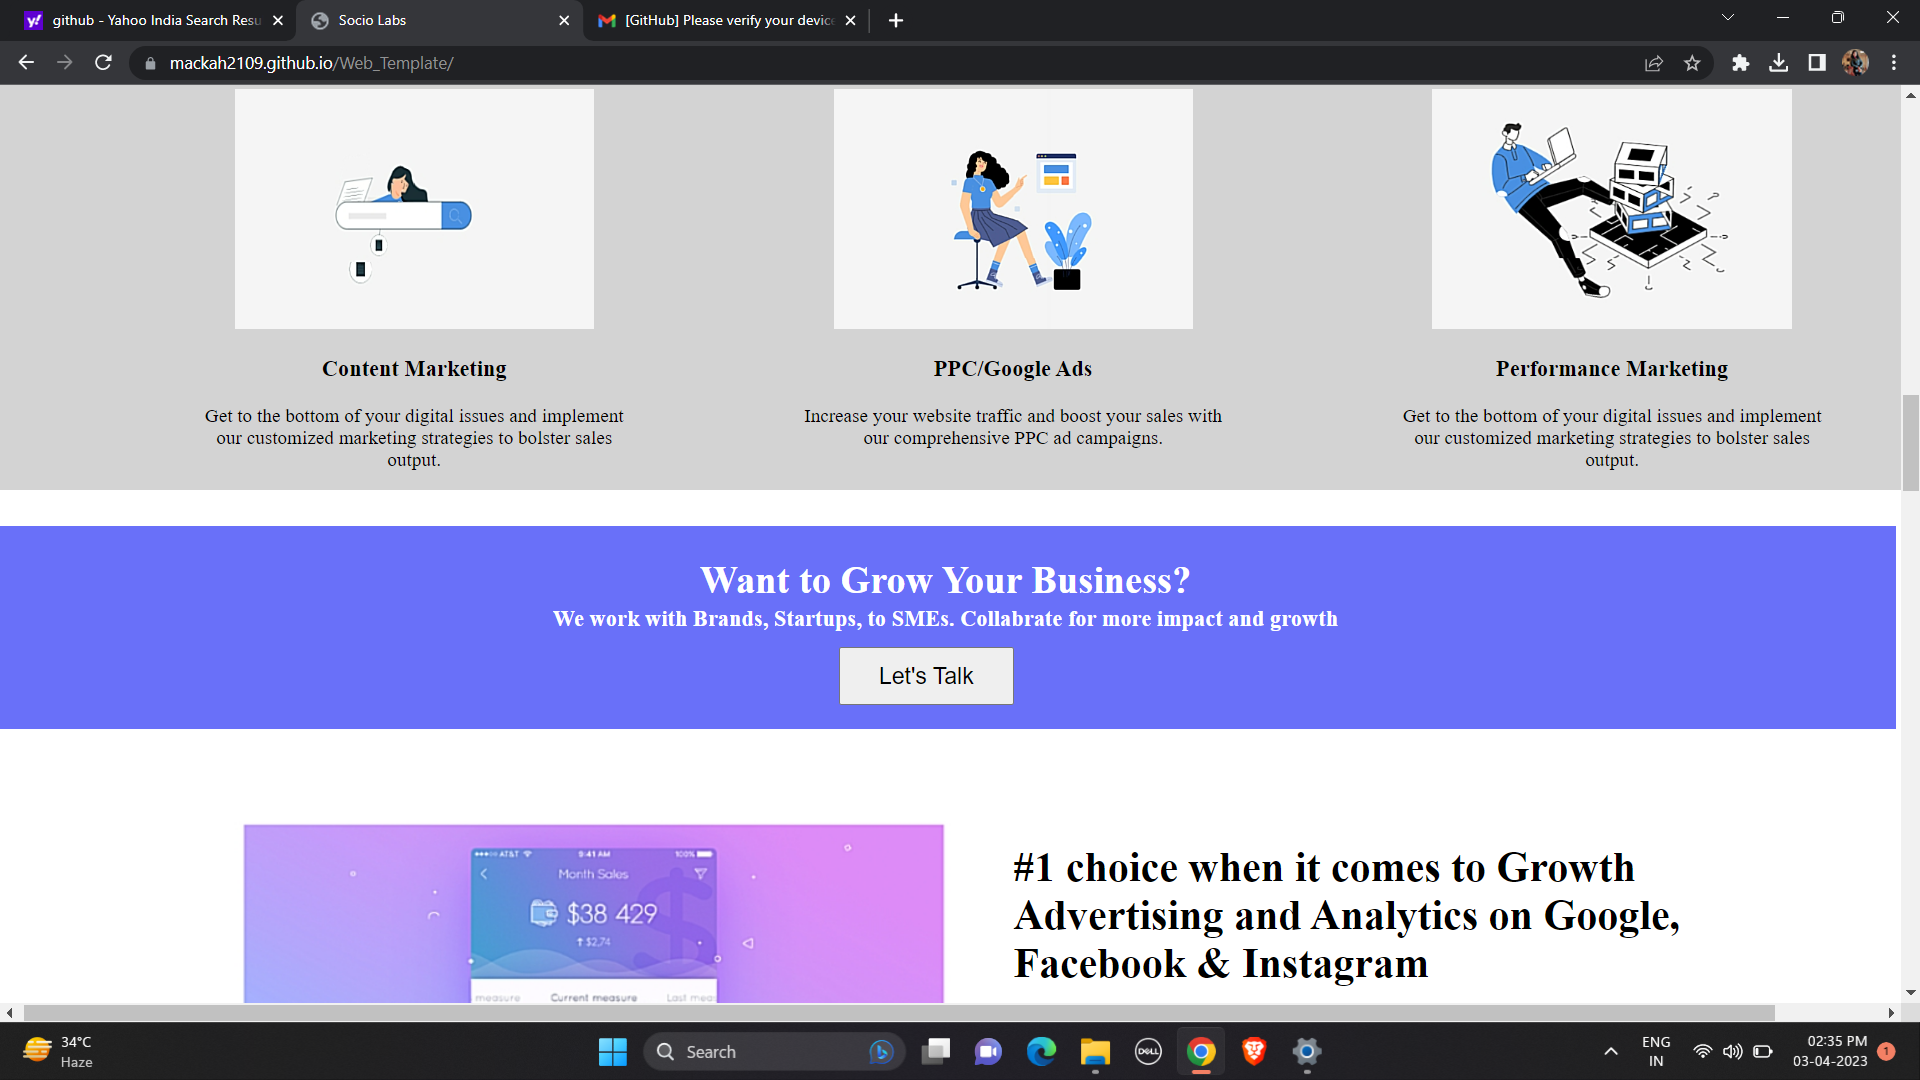 github - Yahoo India Search Resu
Socio Labs
[GitHub] Please verify your device
mackah2109.github.io/Web_Template/
Content Marketing
Get to the bottom of your digital issues and implement
our customized marketing strategies to bolster sales
output.
PPC/Google Ads
Increase your website traffic and boost your sales with
our comprehensive PPC ad campaigns.
Performance Marketing
Get to the bottom of your digital issues and implement
our customized marketing strategies to bolster sales
output.
Want to Grow Your Business?
We work with Brands, Startups, to SMEs. Collabrate for more impact and growth
Let's Talk
AT&T 9:41 AM 100%
Month Sales
$38 429
$2,74
measure Current measure Last meas
#1 choice when it comes to Growth
Advertising and Analytics on Google,
Facebook & Instagram
34°C
Haze
Search
DELL
ENG
IN
02:35 PM
03-04-2023
1